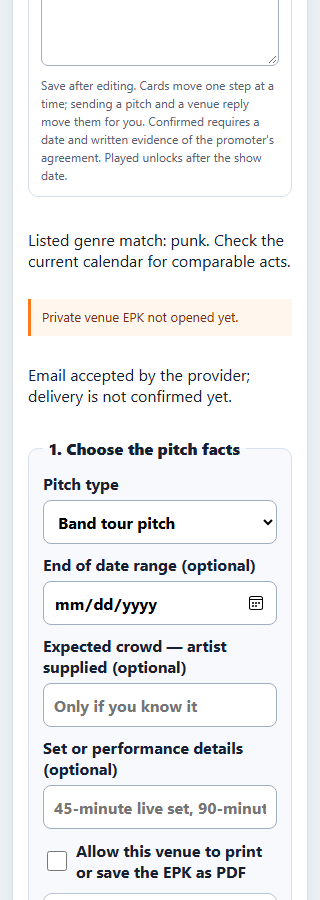 Save after editing. Cards move one step at a
time; sending a pitch and a venue reply
move them for you. Confirmed requires a
date and written evidence of the promoter's
agreement. Played unlocks after the show
date.
Listed genre match: punk. Check the
current calendar for comparable acts.
Private venue EPK not opened yet.
Email accepted by the provider;
delivery is not confirmed yet.
1. Choose the pitch facts
Pitch type
Band tour pitch
End of date range (optional)
mm/dd/yyyy
Expected crowd — artist
supplied (optional)
Only if you know it
Set or performance details
(optional)
45-minute live set, 90-minut
Allow this venue to print
or save the EPK as PDF